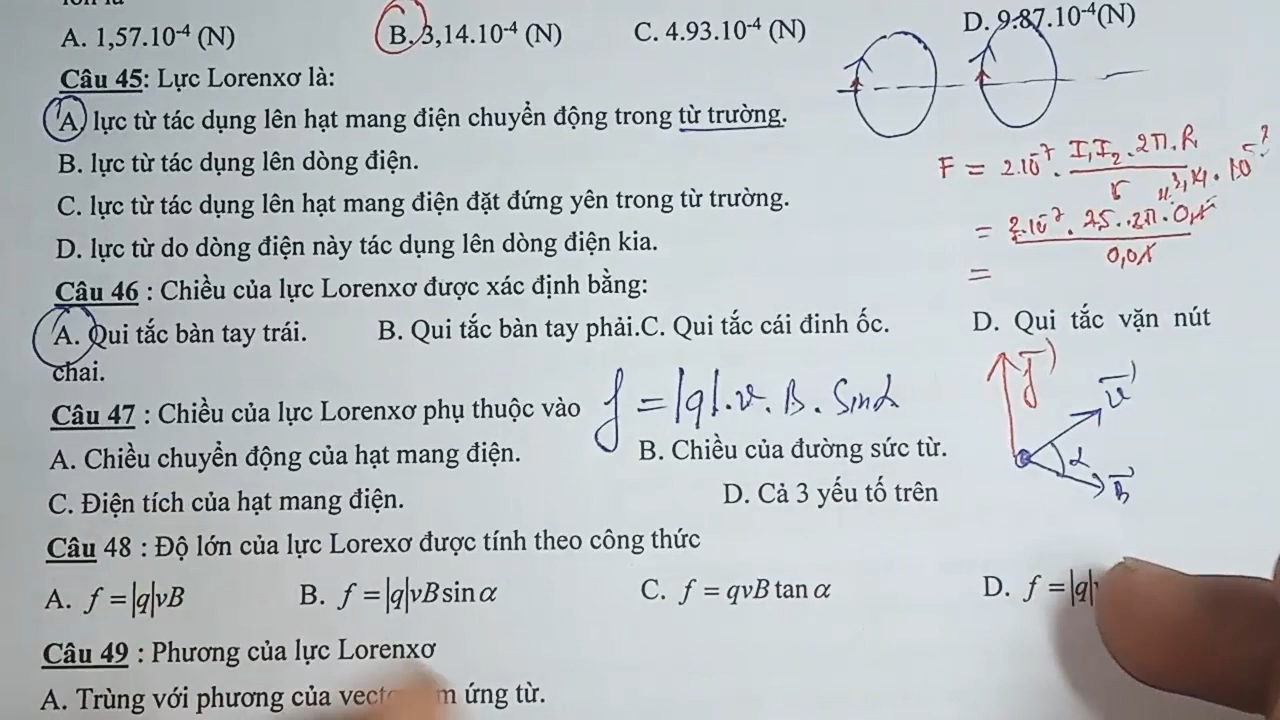 A. 1,57.10⁻⁴ (N) B. 3,14.10⁻⁴ (N) C. 4.93.10⁻⁴ (N) D. 9.87.10⁻⁴(N)
Câu 45: Lực Lorenxơ là:
A. lực từ tác dụng lên hạt mang điện chuyển động trong từ trường.
B. lực từ tác dụng lên dòng điện.
C. lực từ tác dụng lên hạt mang điện đặt đứng yên trong từ trường.
D. lực từ do dòng điện này tác dụng lên dòng điện kia.
F = 2.10⁻⁷. I₁I₂.2π.R / r
= 2.10⁻⁷.25.2π.0,1 / 0,01
=
Câu 46 : Chiều của lực Lorenxơ được xác định bằng:
A. Qui tắc bàn tay trái. B. Qui tắc bàn tay phải.C. Qui tắc cái đinh ốc. D. Qui tắc vặn nút
chai.
Câu 47 : Chiều của lực Lorenxơ phụ thuộc vào
f = |q|.v.B.Sinα
f v
α
B
A. Chiều chuyển động của hạt mang điện. B. Chiều của đường sức từ.
C. Điện tích của hạt mang điện. D. Cả 3 yếu tố trên
Câu 48 : Độ lớn của lực Lorexơ được tính theo công thức
A. f = |q|vB B. f = |q|vB sin α C. f = qvB tan α D. f = |q|
Câu 49 : Phương của lực Lorenxơ
A. Trùng với phương của ứng từ.